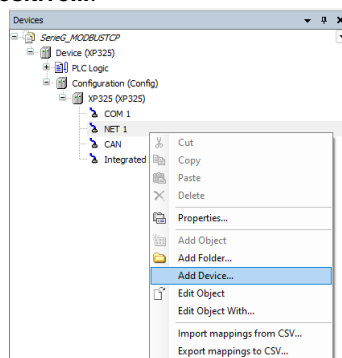 Devices
SerieG_MODBUSTCP
Device (XP325)
PLC Logic
Configuration (Config)
XP325 (XP325)
COM 1
NET 1
CAN
Integrated
Cut
Copy
Paste
Delete
Properties...
Add Object
Add Folder...
Add Device...
Edit Object
Edit Object With...
Import mappings from CSV...
Export mappings to CSV...